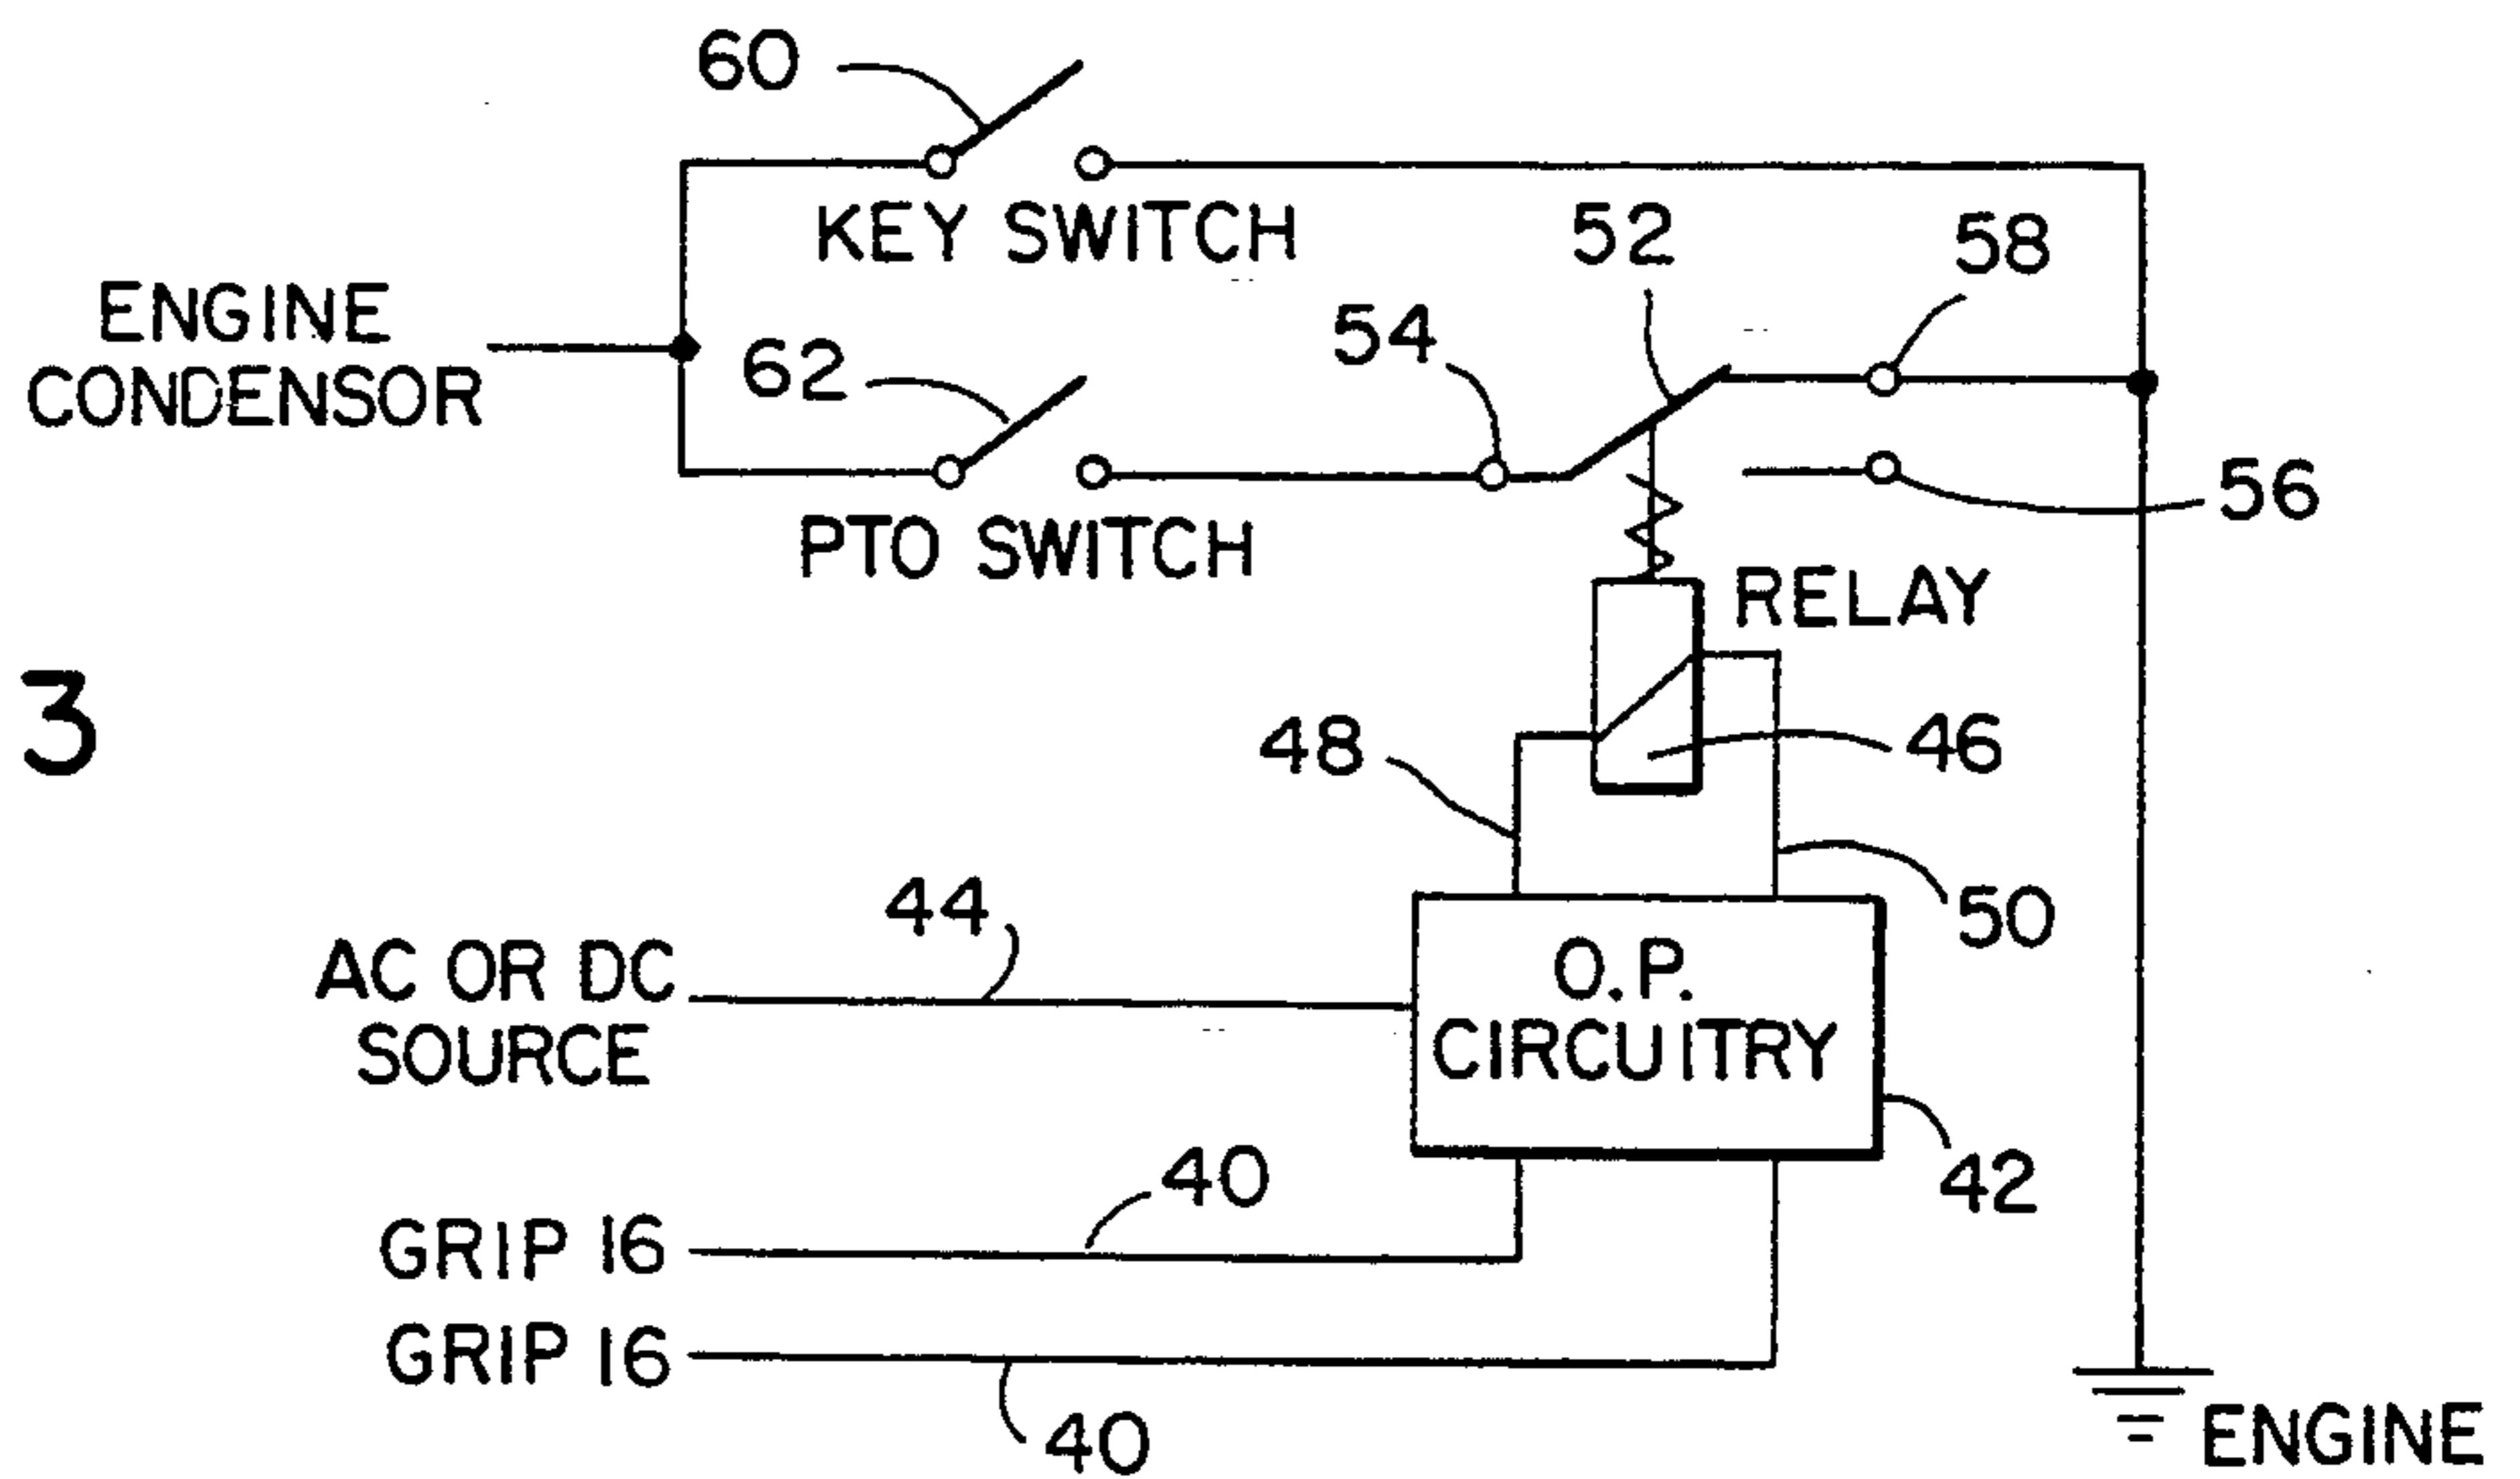 60
KEY SWITCH
52
58
ENGINE
CONDENSOR
62
54
56
PTO SWITCH
RELAY
3
48
46
44
50
AC OR DC
SOURCE
O.P.
CIRCUITRY
40
42
GRIP 16
GRIP 16
40
ENGINE